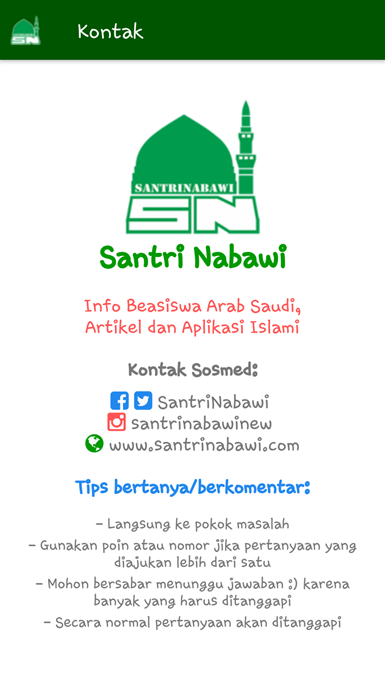 SN
Kontak
SANTRINABAWI
SN
Santri Nabawi
Info Beasiswa Arab Saudi,
Artikel dan Aplikasi Islami
Kontak Sosmed:
SantriNabawi
santrinabawinew
www.santrinabawi.com
Tips bertanya/berkomentar:
- Langsung ke pokok masalah
- Gunakan poin atau nomor jika pertanyaan yang
diajukan lebih dari satu
- Mohon bersabar menunggu jawaban :) karena
banyak yang harus ditanggapi
- Secara normal pertanyaan akan ditanggapi